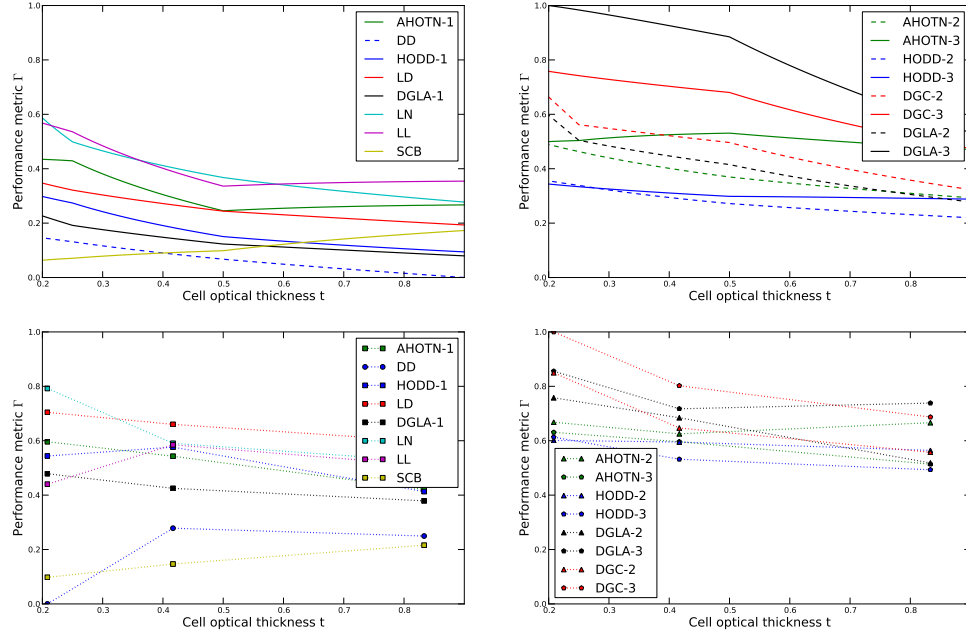 1.0
0.8
0.6
0.4
0.2
0.0
Performance metric Γ
0.2 0.3 0.4 0.5 0.6 0.7 0.8
Cell optical thickness t
AHOTN-1
DD
HODD-1
LD
DGLA-1
LN
LL
SCB
1.0
0.8
0.6
0.4
0.2
0.0
Performance metric Γ
0.2 0.3 0.4 0.5 0.6 0.7 0.8
Cell optical thickness t
AHOTN-2
AHOTN-3
HODD-2
HODD-3
DGC-2
DGC-3
DGLA-2
DGLA-3
1.0
0.8
0.6
0.4
0.2
0.0
Performance metric Γ
0.2 0.3 0.4 0.5 0.6 0.7 0.8
Cell optical thickness t
AHOTN-1
DD
HODD-1
LD
DGLA-1
LN
LL
SCB
1.0
0.8
0.6
0.4
0.2
0.0
Performance metric Γ
0.2 0.3 0.4 0.5 0.6 0.7 0.8
Cell optical thickness t
AHOTN-2
AHOTN-3
HODD-2
HODD-3
DGLA-2
DGLA-3
DGC-2
DGC-3